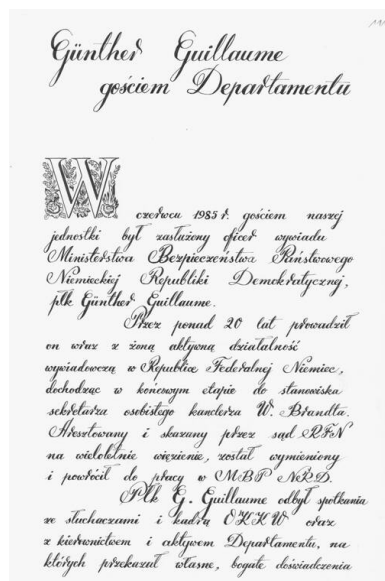 Günther Guillaume
gościem Departamentu
W czerwcu 1985 r. gościem naszej
jednostki był zasłużony oficer wywiadu
Ministerstwa Bezpieczeństwa Państwowego
Niemieckiej Republiki Demokratycznej,
płk Günther Guillaume.
Przez ponad 20 lat prowadził
on wraz z żoną aktywną działalność
wywiadowczą w Republice Federalnej Niemiec,
dochodząc w końcowym etapie do stanowiska
sekretarza osobistego kanclerza W. Brandta.
Aresztowany i skazany przez sąd RFN
na wieloletnie więzienie, został wymieniony
i powrócił do pracy w MBP NRD.
Płk G. Guillaume odbył spotkania
ze słuchaczami i kadrą OKKW oraz
z kierownictwem i aktywem Departamentu, na
których przekazał własne, bogate doświadczenia